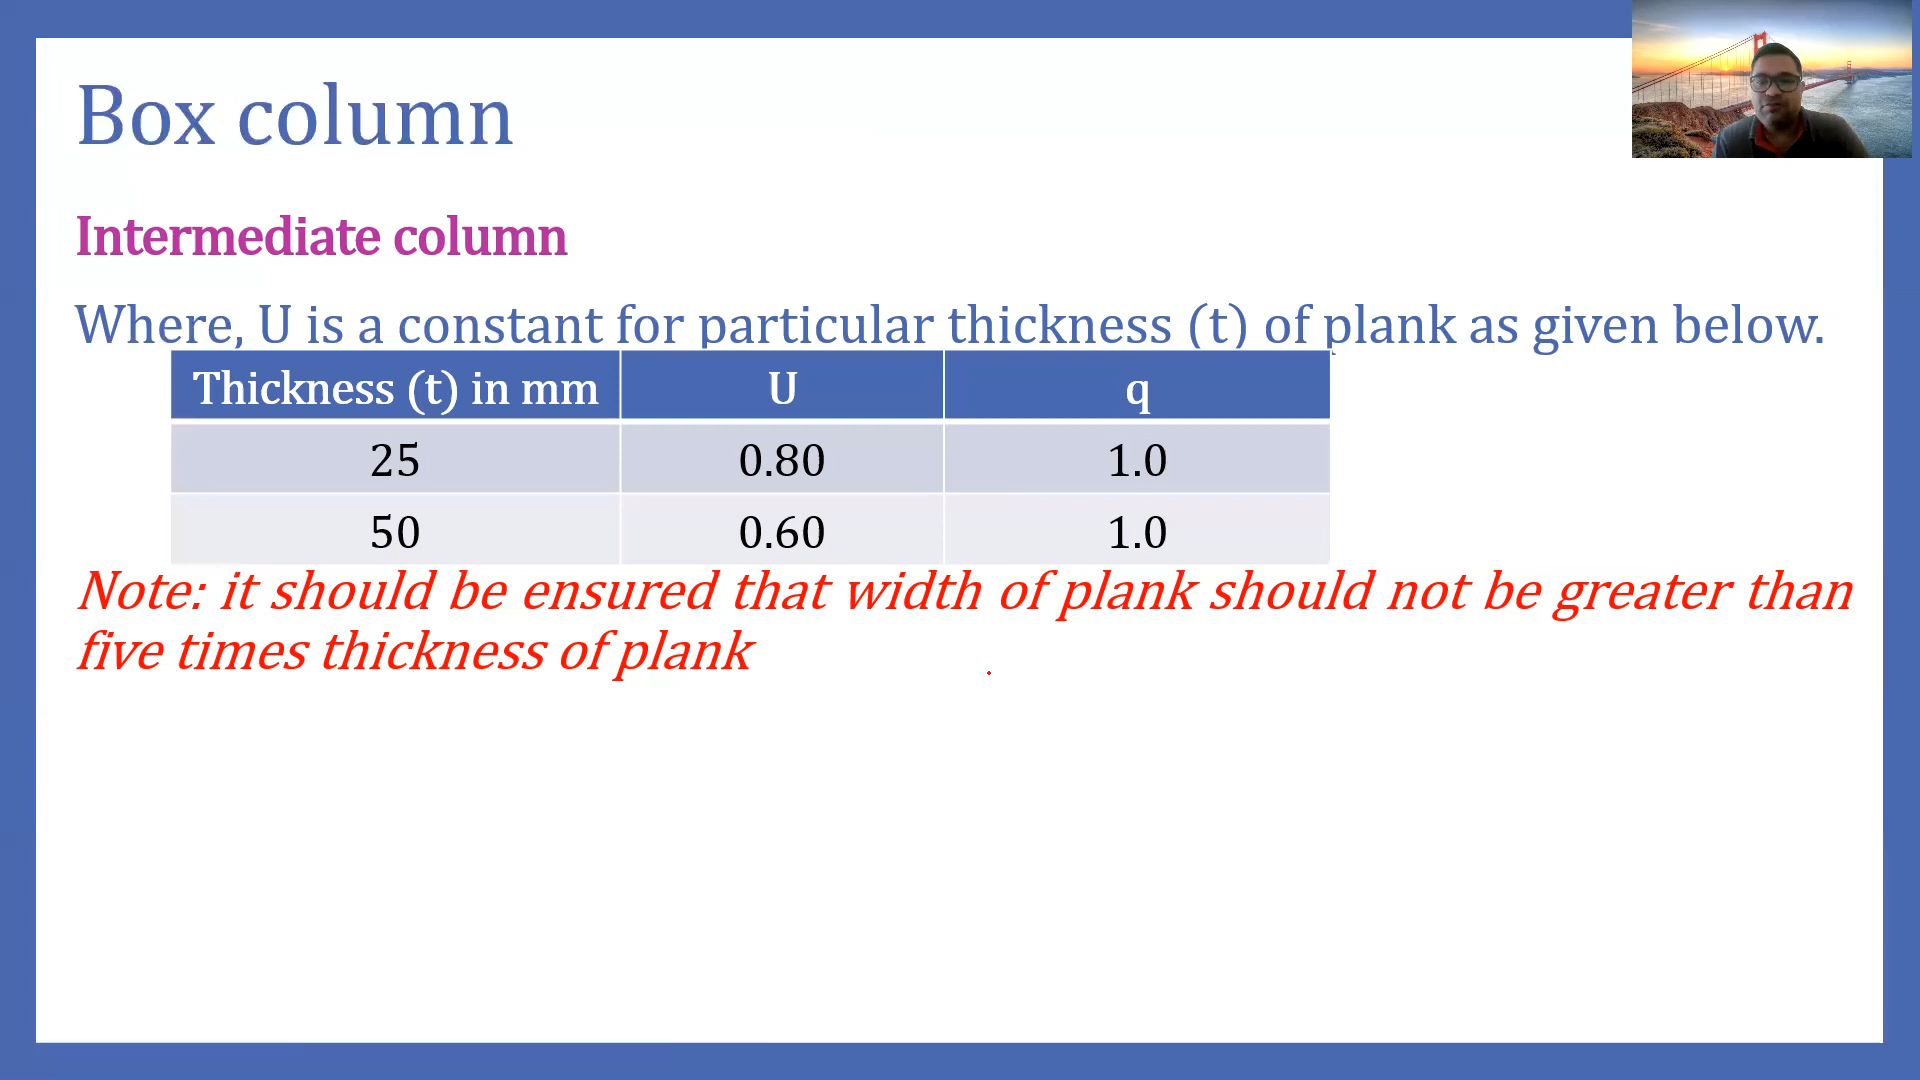 Box column
Intermediate column
Where, U is a constant for particular thickness (t) of plank as given below.
Thickness (t) in mm U q
25 0.80 1.0
50 0.60 1.0
Note: it should be ensured that width of plank should not be greater than
five times thickness of plank